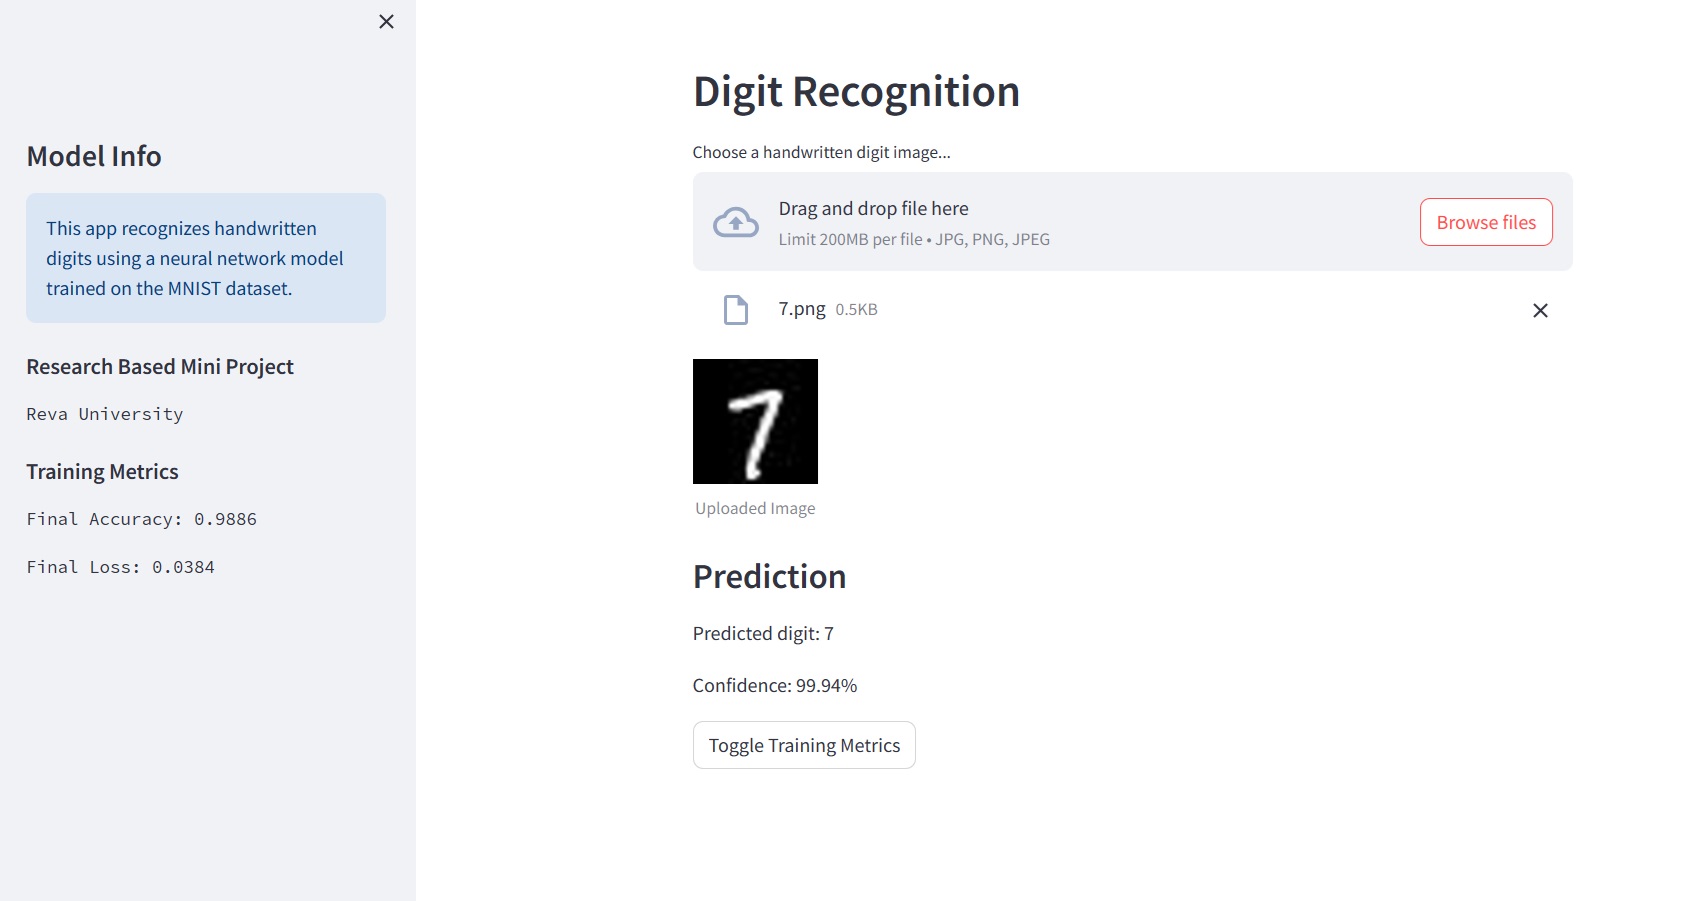 Model Info
This app recognizes handwritten
digits using a neural network model
trained on the MNIST dataset.
Research Based Mini Project
Reva University
Training Metrics
Final Accuracy: 0.9886
Final Loss: 0.0384
Digit Recognition
Choose a handwritten digit image...
Drag and drop file here
Limit 200MB per file • JPG, PNG, JPEG
Browse files
7.png 0.5KB
7
Uploaded Image
Prediction
Predicted digit: 7
Confidence: 99.94%
Toggle Training Metrics